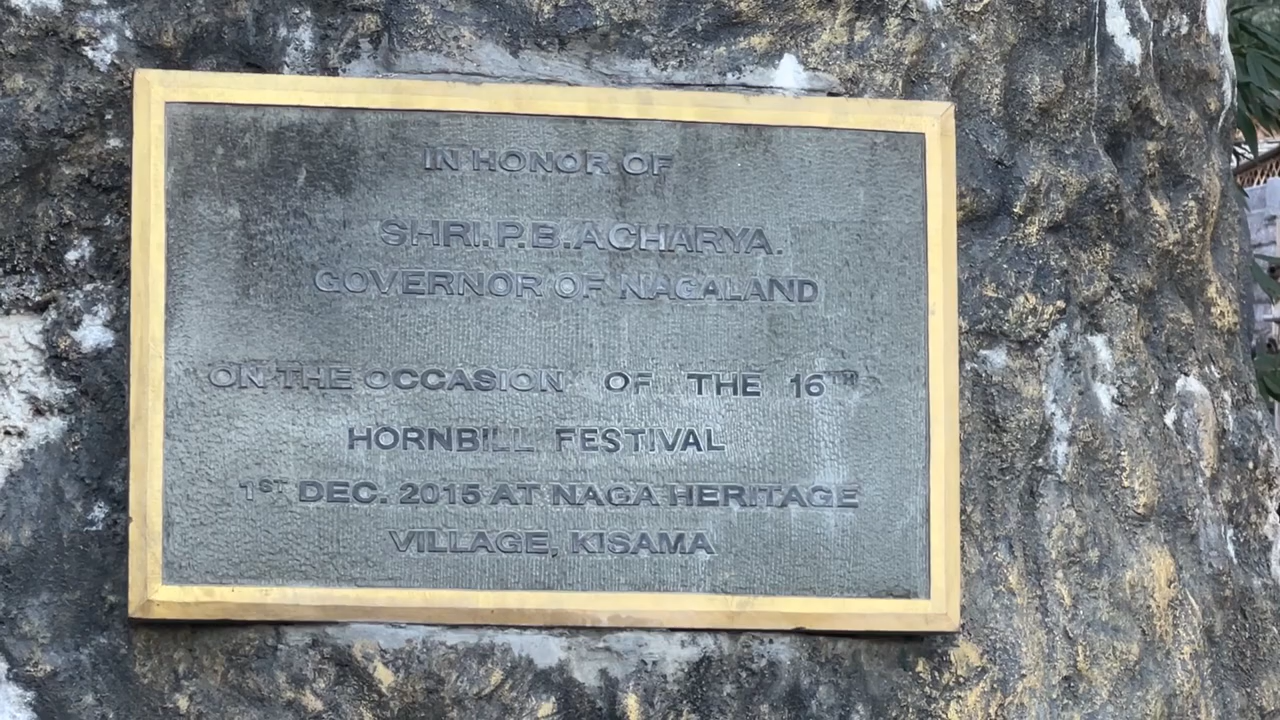 IN HONOR OF
SHRI.P.B.ACHARYA.
GOVERNOR OF NAGALAND
ON THE OCCASION OF THE 16TH
HORNBILL FESTIVAL
1ST DEC. 2015 AT NAGA HERITAGE
VILLAGE, KISAMA